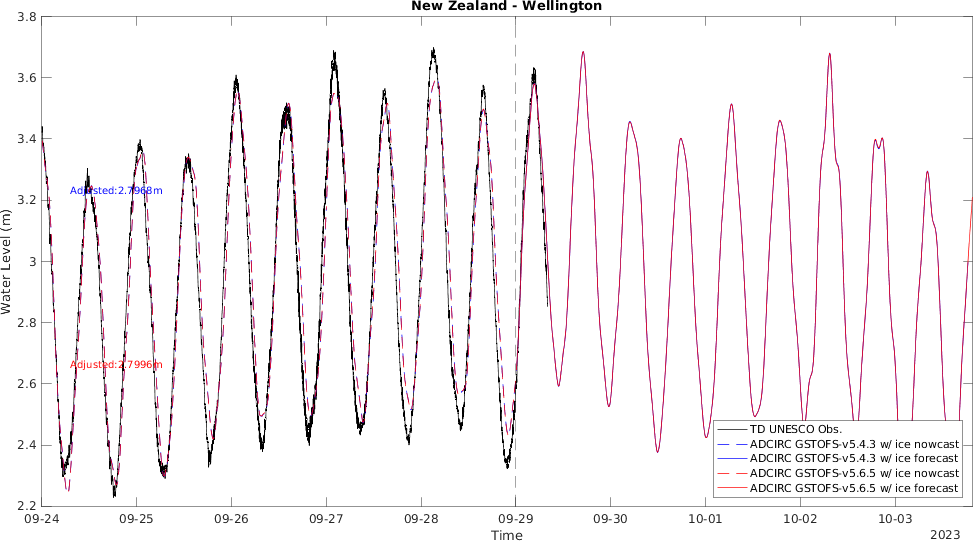 New Zealand - Wellington
3.8
3.6
3.4
3.2
3
2.8
2.6
2.4
2.2
Water Level (m)
Adjusted:2.7968m
Adjusted:2.7996m
TD UNESCO Obs.
ADCIRC GSTOFS-v5.4.3 w/ ice nowcast
ADCIRC GSTOFS-v5.4.3 w/ ice forecast
ADCIRC GSTOFS-v5.6.5 w/ ice nowcast
ADCIRC GSTOFS-v5.6.5 w/ ice forecast
09-24 09-25 09-26 09-27 09-28 09-29 09-30 10-01 10-02 10-03
Time
2023